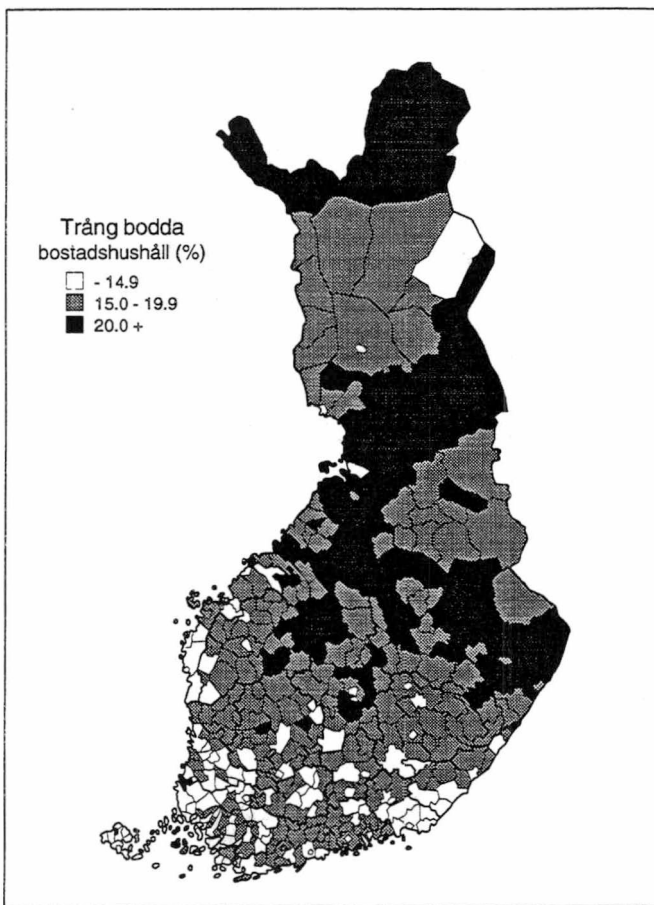 Trång bodda
bostadshushåll (%)
- 14.9
15.0 - 19.9
20.0 +